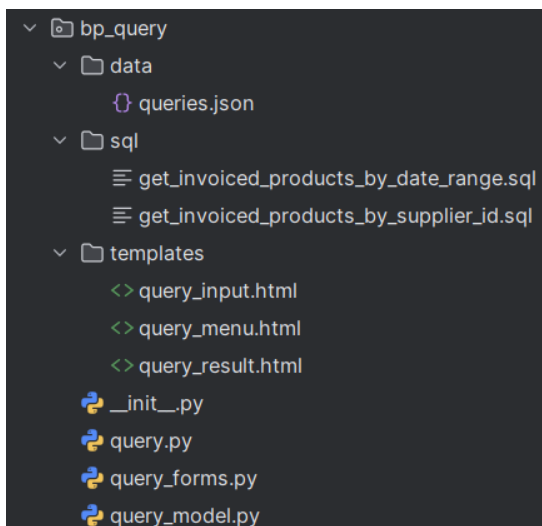 bp_query
data
{} queries.json
sql
get_invoiced_products_by_date_range.sql
get_invoiced_products_by_supplier_id.sql
templates
<> query_input.html
<> query_menu.html
<> query_result.html
__init__.py
query.py
query_forms.py
query_model.py